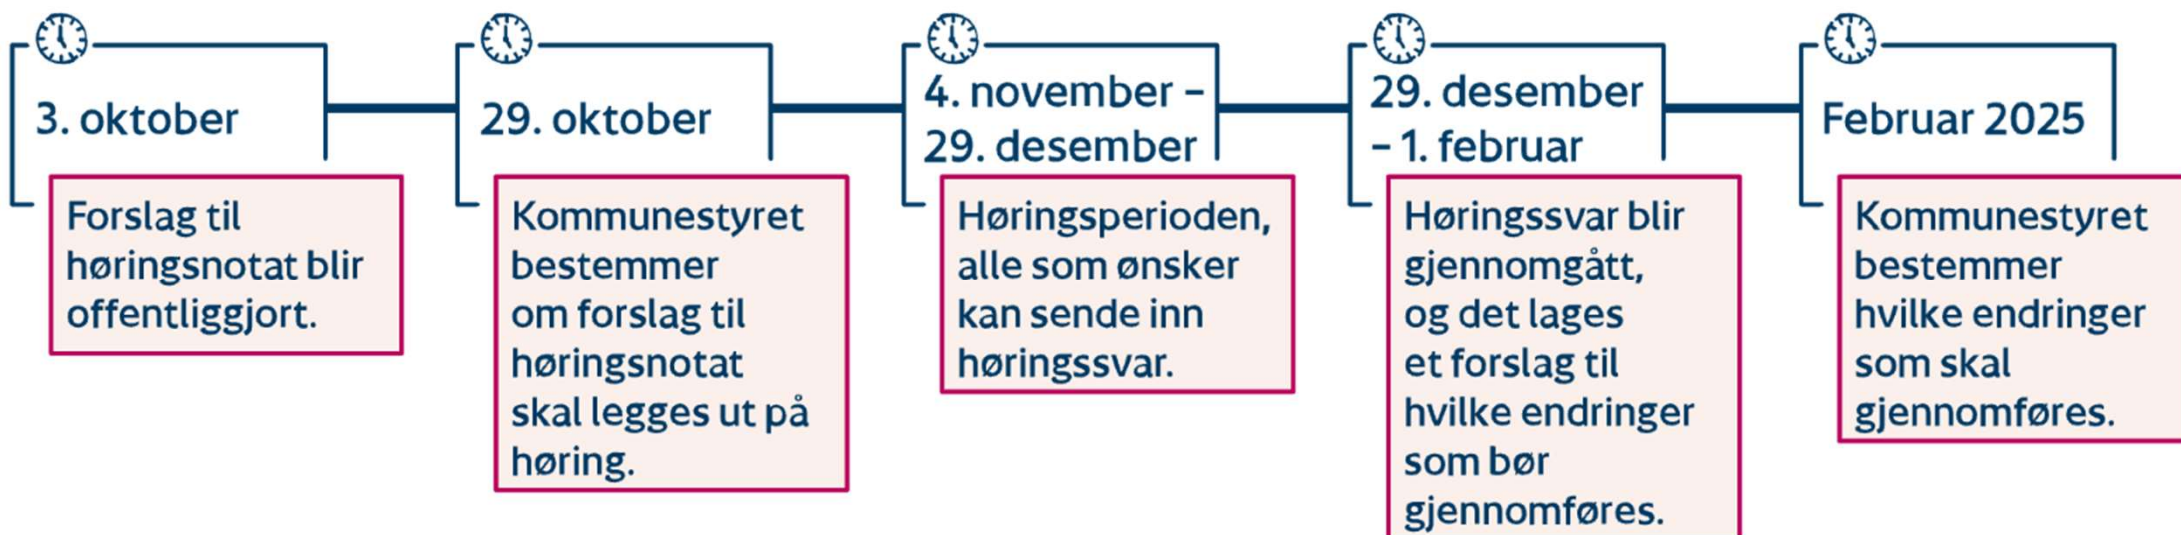 3. oktober
Forslag til
høringsnotat blir
offentliggjort.
29. oktober
Kommunestyret
bestemmer
om forslag til
høringsnotat
skal legges ut på
høring.
4. november –
29. desember
Høringsperioden,
alle som ønsker
kan sende inn
høringssvar.
29. desember
– 1. februar
Høringssvar blir
gjennomgått,
og det lages
et forslag til
hvilke endringer
som bør
gjennomføres.
Februar 2025
Kommunestyret
bestemmer
hvilke endringer
som skal
gjennomføres.